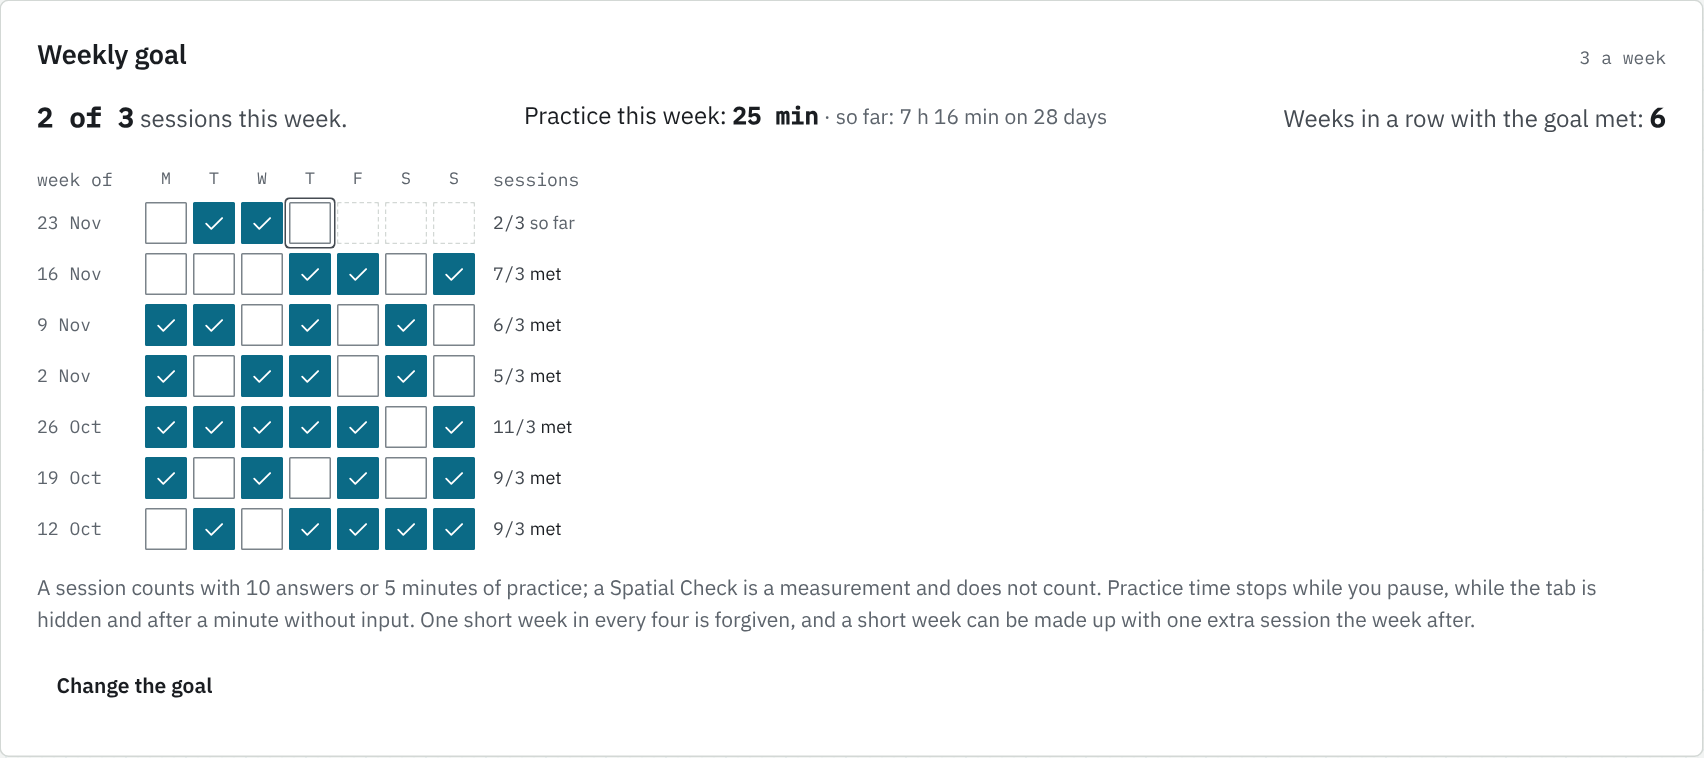 Weekly goal
3 a week
2 of 3 sessions this week.
Practice this week: 25 min · so far: 7 h 16 min on 28 days
Weeks in a row with the goal met: 6
week of M T W T F S S sessions
23 Nov 2/3 so far
16 Nov 7/3 met
9 Nov 6/3 met
2 Nov 5/3 met
26 Oct 11/3 met
19 Oct 9/3 met
12 Oct 9/3 met
A session counts with 10 answers or 5 minutes of practice; a Spatial Check is a measurement and does not count. Practice time stops while you pause, while the tab is
hidden and after a minute without input. One short week in every four is forgiven, and a short week can be made up with one extra session the week after.
Change the goal